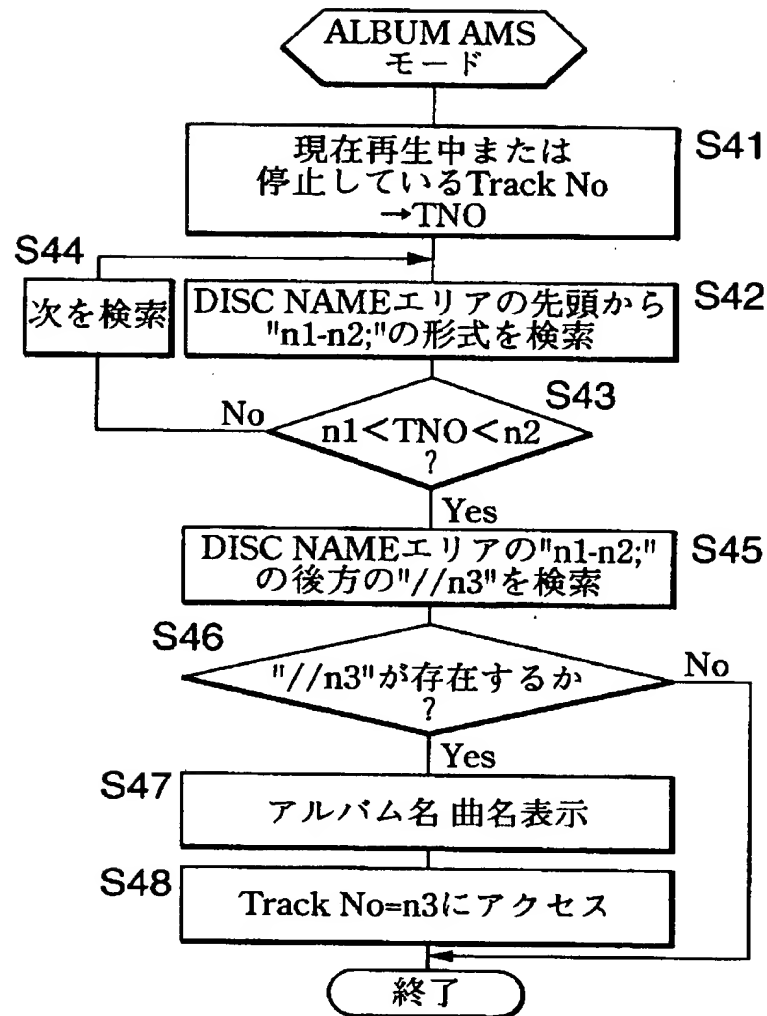 ALBUM AMS
モード
現在再生中または
停止しているTrack No
→TNO
S41
S44
次を検索
DISC NAMEエリアの先頭から
"n1-n2;"の形式を検索
S42
S43
No
n1<TNO<n2
?
Yes
DISC NAMEエリアの"n1-n2;"
の後方の"//n3"を検索
S45
S46
"//n3"が存在するか
?
No
Yes
S47
アルバム名 曲名表示
S48
Track No=n3にアクセス
終了